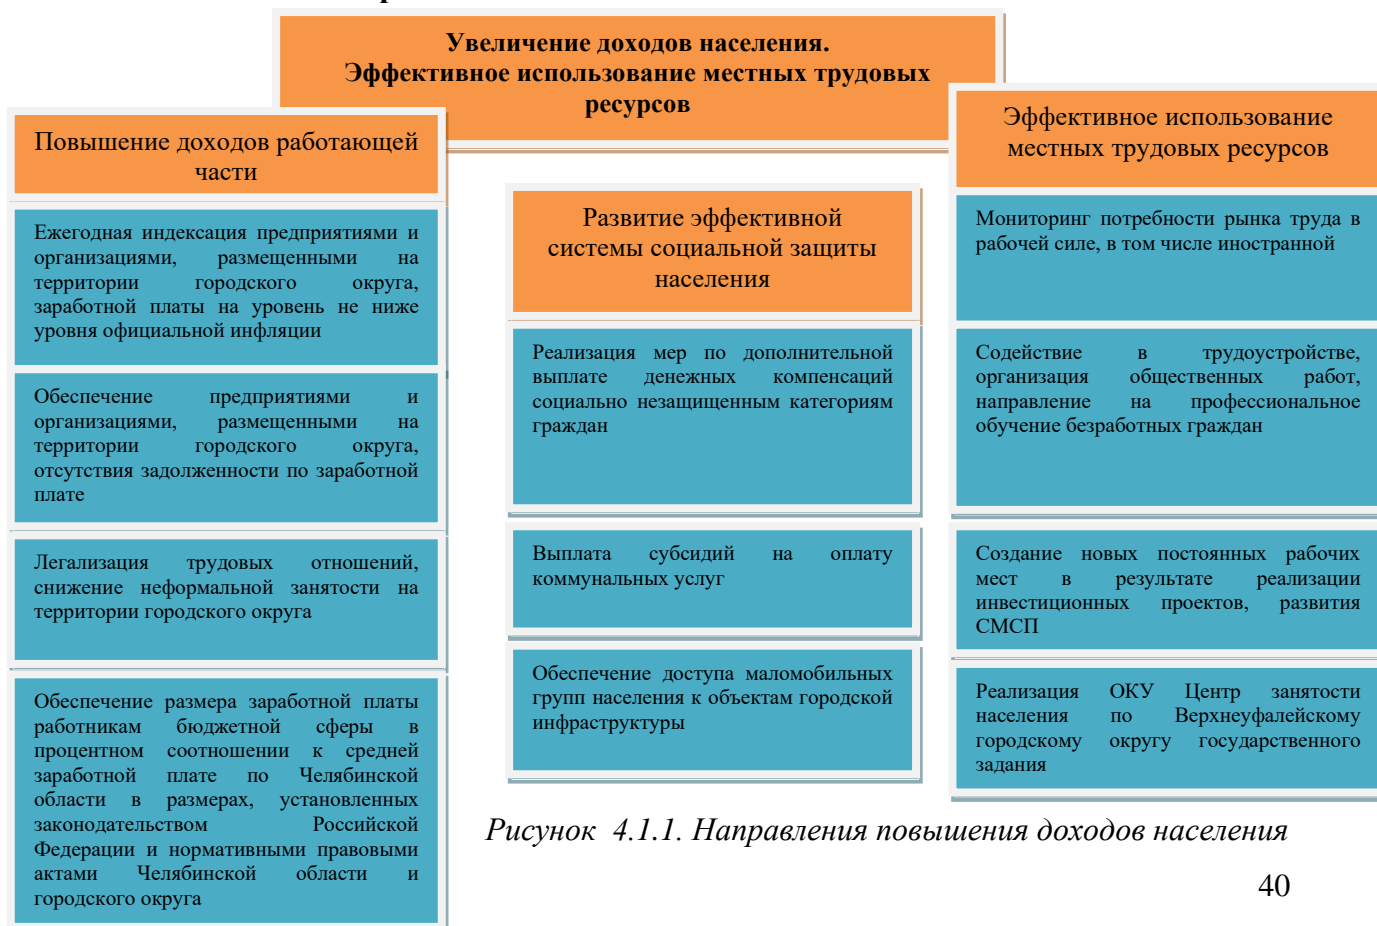 Увеличение доходов населения.
Эффективное использование местных трудовых
ресурсов
Повышение доходов работающей
части
Ежегодная индексация предприятиями и
организациями, размещенными на
территории городского округа,
заработной платы на уровень не ниже
уровня официальной инфляции
Обеспечение предприятиями и
организациями, размещенными на
территории городского округа,
отсутствия задолженности по заработной
плате
Легализация трудовых отношений,
снижение неформальной занятости на
территории городского округа
Обеспечение размера заработной платы
работникам бюджетной сферы в
процентном соотношении к средней
заработной плате по Челябинской
области в размерах, установленных
законодательством Российской
Федерации и нормативными правовыми
актами Челябинской области и
городского округа
Развитие эффективной
системы социальной защиты
населения
Реализация мер по дополнительной
выплате денежных компенсаций
социально незащищенным категориям
граждан
Выплата субсидий на оплату
коммунальных услуг
Обеспечение доступа маломобильных
групп населения к объектам городской
инфраструктуры
Эффективное использование
местных трудовых ресурсов
Мониторинг потребности рынка труда в
рабочей силе, в том числе иностранной
Содействие в трудоустройстве,
организация общественных работ,
направление на профессиональное
обучение безработных граждан
Создание новых постоянных рабочих
мест в результате реализации
инвестиционных проектов, развития
СМСП
Реализация ОКУ Центр занятости
населения по Верхнеуфалейскому
городскому округу государственного
задания
Рисунок 4.1.1. Направления повышения доходов населения
40